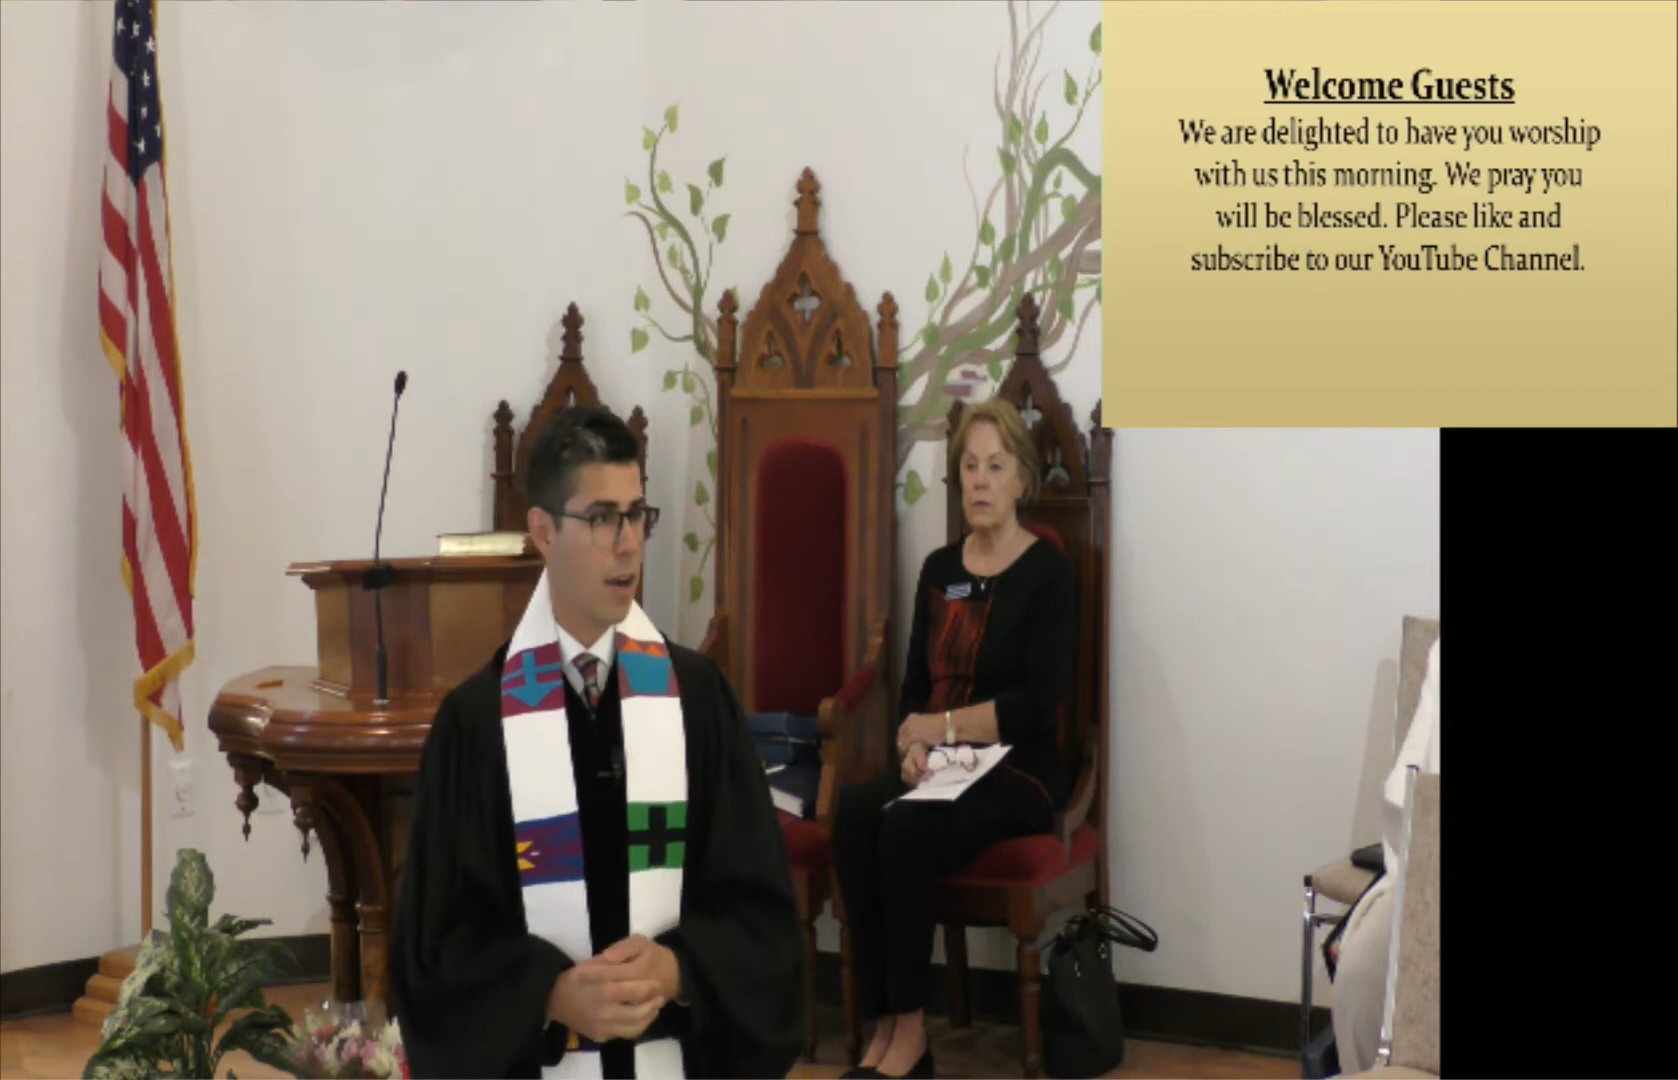 Welcome Guests
We are delighted to have you worship
with us this morning. We pray you
will be blessed. Please like and
subscribe to our YouTube Channel.